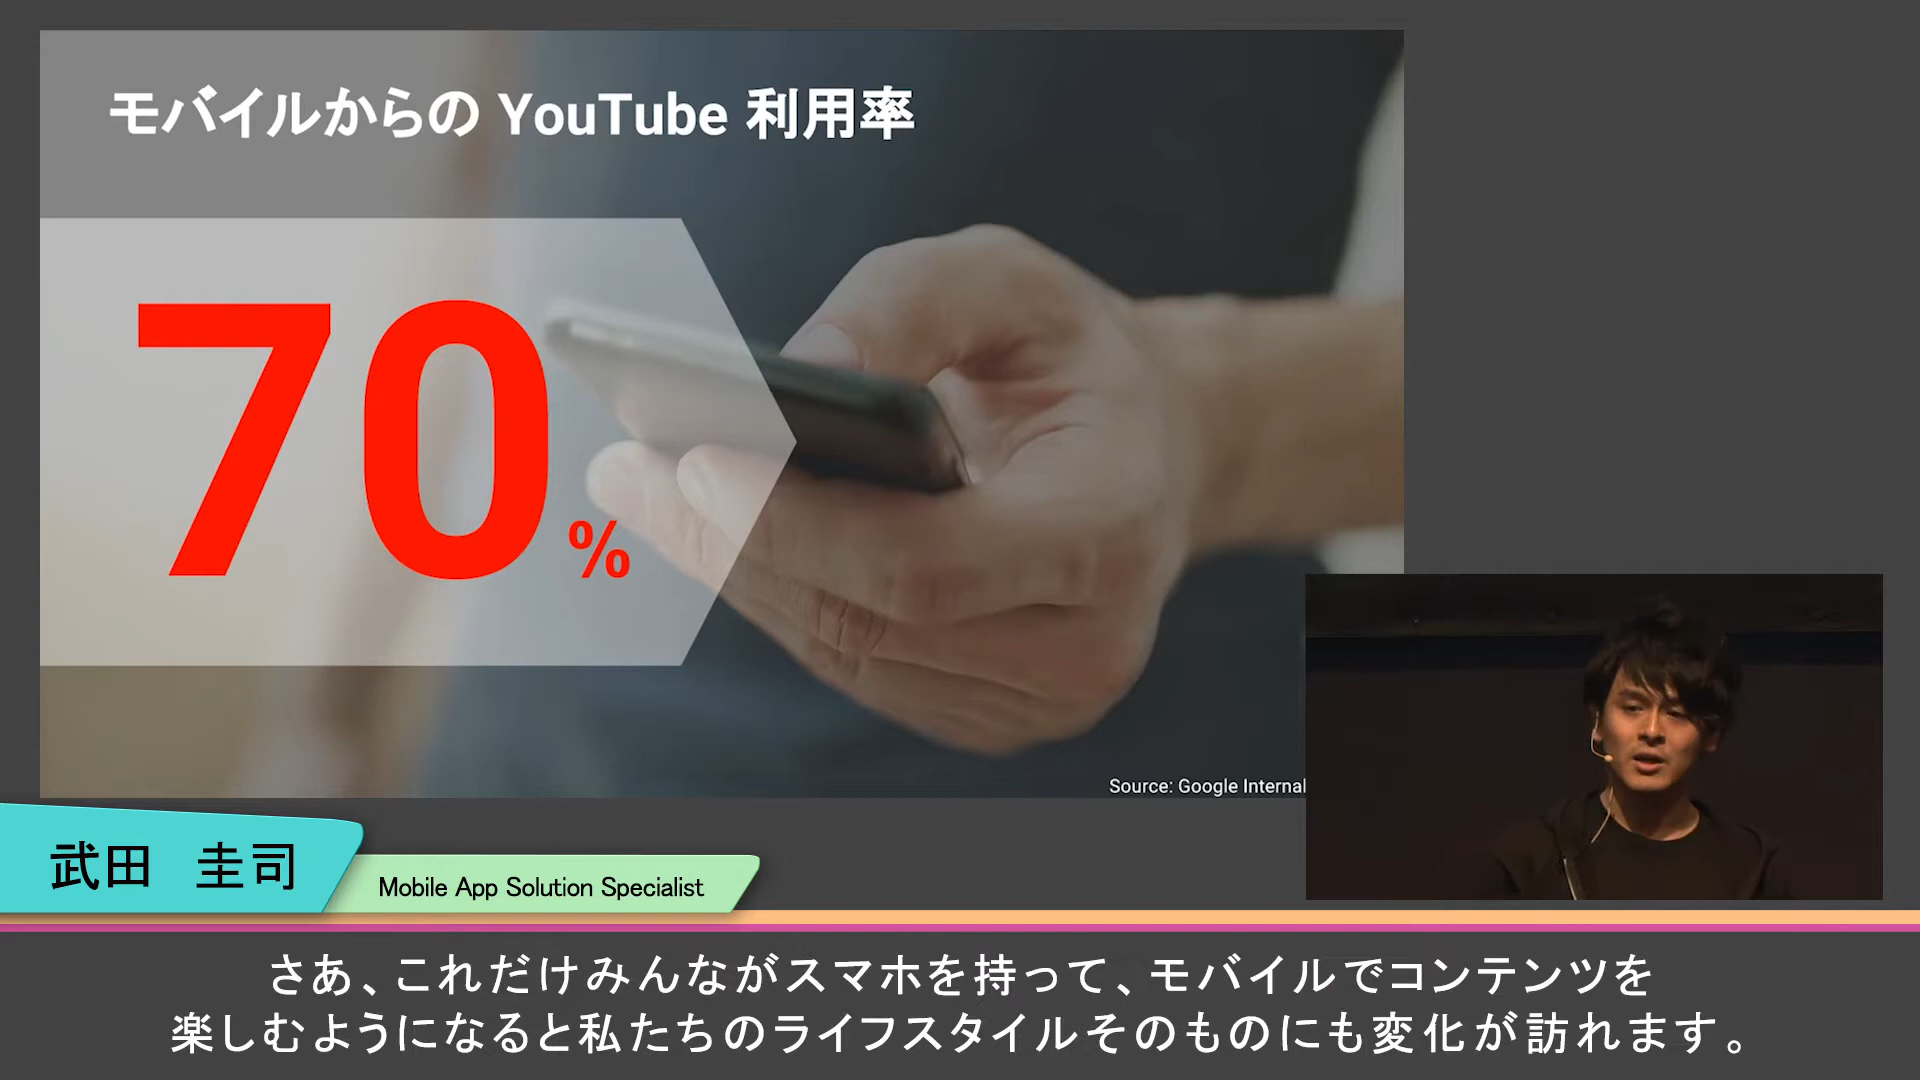 モバイルからの YouTube 利用率
70%
Source: Google Internal
武田 圭司
Mobile App Solution Specialist
さあ、これだけみんながスマホを持って、モバイルでコンテンツを
楽しむようになると私たちのライフスタイルそのものにも変化が訪れます。